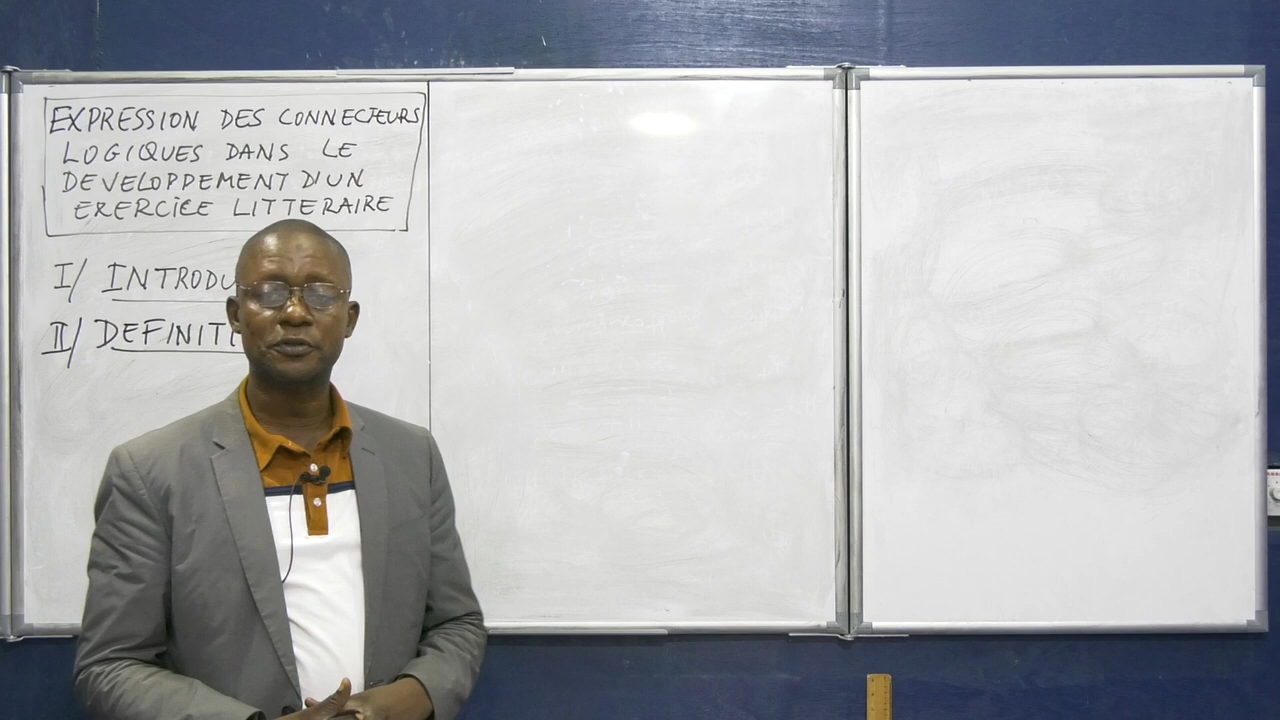 EXPRESSION DES CONNECTEURS
LOGIQUES DANS LE
DEVELOPPEMENT D'UN
EXERCICE LITTERAIRE
I/ INTRODU
II/ DEFINITI